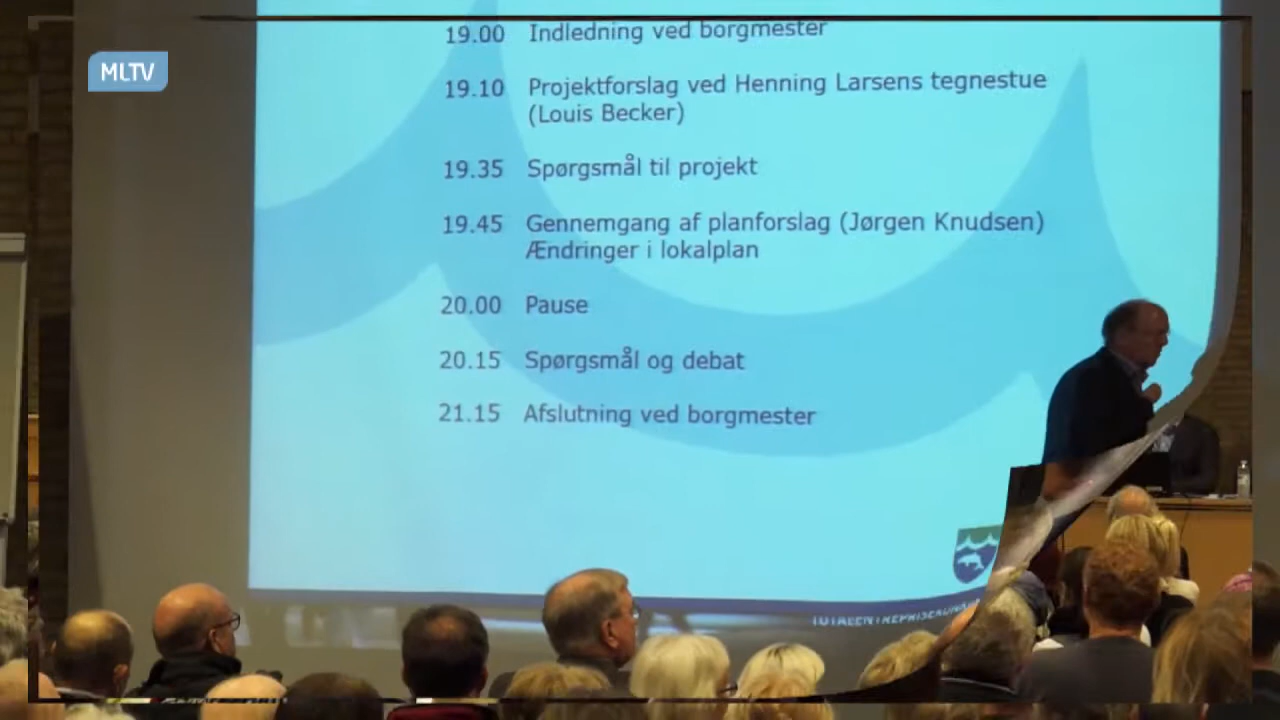 MLTV
19.00 Indledning ved borgmester
19.10 Projektforslag ved Henning Larsens tegnestue
(Louis Becker)
19.35 Spørgsmål til projekt
19.45 Gennemgang af planforslag (Jørgen Knudsen)
Ændringer i lokalplan
20.00 Pause
20.15 Spørgsmål og debat
21.15 Afslutning ved borgmester